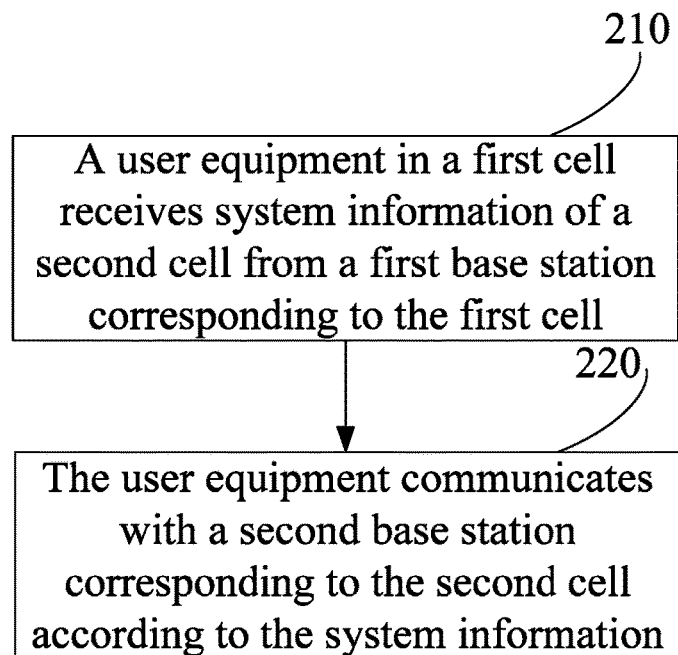 210
A user equipment in a first cell
receives system information of a
second cell from a first base station
corresponding to the first cell
220
The user equipment communicates
with a second base station
corresponding to the second cell
according to the system information